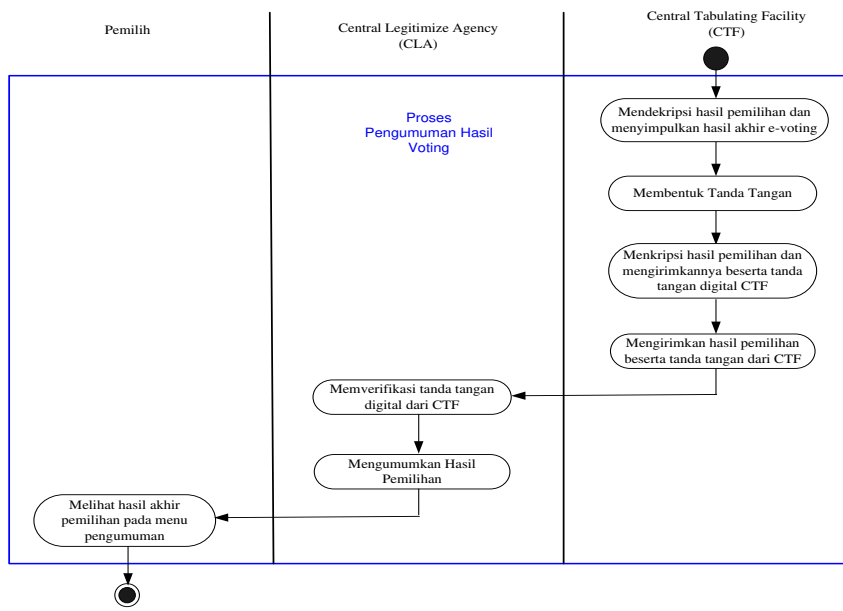 Pemilih
Central Legitimize Agency
(CLA)
Central Tabulating Facility
(CTF)
Proses
Pengumuman Hasil
Voting
Mendekripsi hasil pemilihan dan
menyimpulkan hasil akhir e-voting
Membentuk Tanda Tangan
Menkripsi hasil pemilihan dan
mengirimkannya beserta tanda
tangan digital CTF
Mengirimkan hasil pemilihan
beserta tanda tangan dari CTF
Memverifikasi tanda tangan
digital dari CTF
Mengumumkan Hasil
Pemilihan
Melihat hasil akhir
pemilihan pada menu
pengumuman